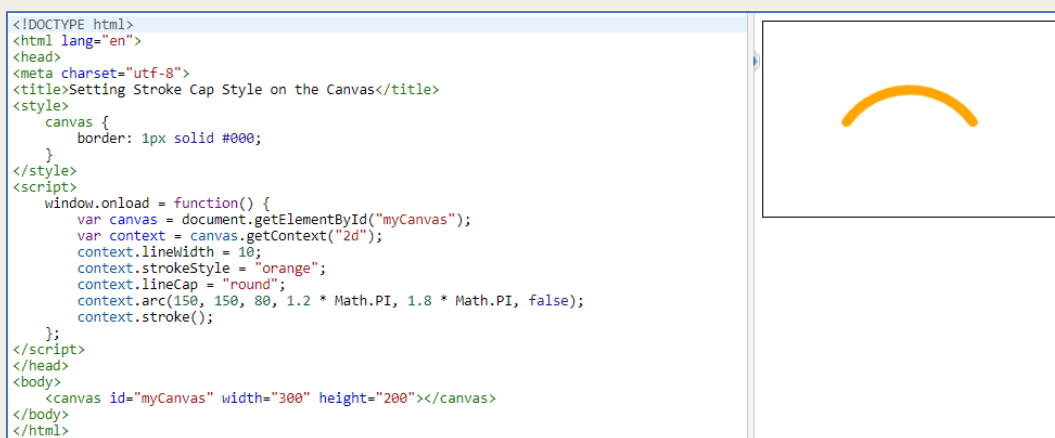 <!DOCTYPE html>
<html lang="en">
<head>
<meta charset="utf-8">
<title>Setting Stroke Cap Style on the Canvas</title>
<style>
    canvas {
        border: 1px solid #000;
    }
</style>
<script>
    window.onload = function() {
        var canvas = document.getElementById("myCanvas");
        var context = canvas.getContext("2d");
        context.lineWidth = 10;
        context.strokeStyle = "orange";
        context.lineCap = "round";
        context.arc(150, 150, 80, 1.2 * Math.PI, 1.8 * Math.PI, false);
        context.stroke();
    };
</script>
</head>
<body>
    <canvas id="myCanvas" width="300" height="200"></canvas>
</body>
</html>